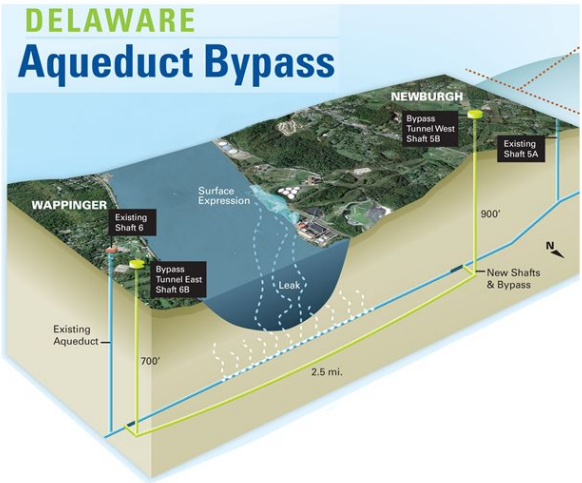 DELAWARE
Aqueduct Bypass
NEWBURGH
Bypass
Tunnel West
Shaft 5B
Existing
Shaft 5A
Surface
Expression
WAPPINGER
Existing
Shaft 6
900'
N
Bypass
Tunnel East
Shaft 6B
New Shafts
& Bypass
Leak
Existing
Aqueduct
700'
2.5 mi.